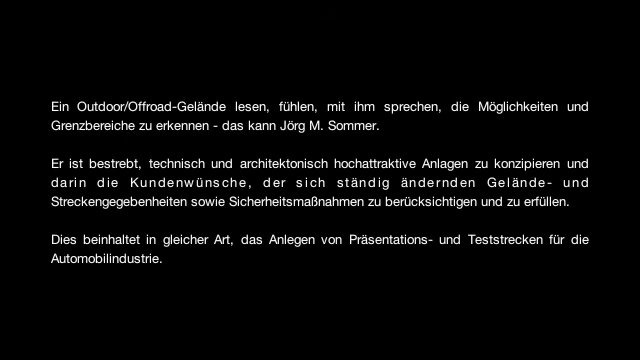 Ein Outdoor/Offroad-Gelände lesen, fühlen, mit ihm sprechen, die Möglichkeiten und
Grenzbereiche zu erkennen - das kann Jörg M. Sommer.
Er ist bestrebt, technisch und architektonisch hochattraktive Anlagen zu konzipieren und
darin die Kundenwünsche, der sich ständig ändernden Gelände- und
Streckengegebenheiten sowie Sicherheitsmaßnahmen zu berücksichtigen und zu erfüllen.
Dies beinhaltet in gleicher Art, das Anlegen von Präsentations- und Teststrecken für die
Automobilindustrie.